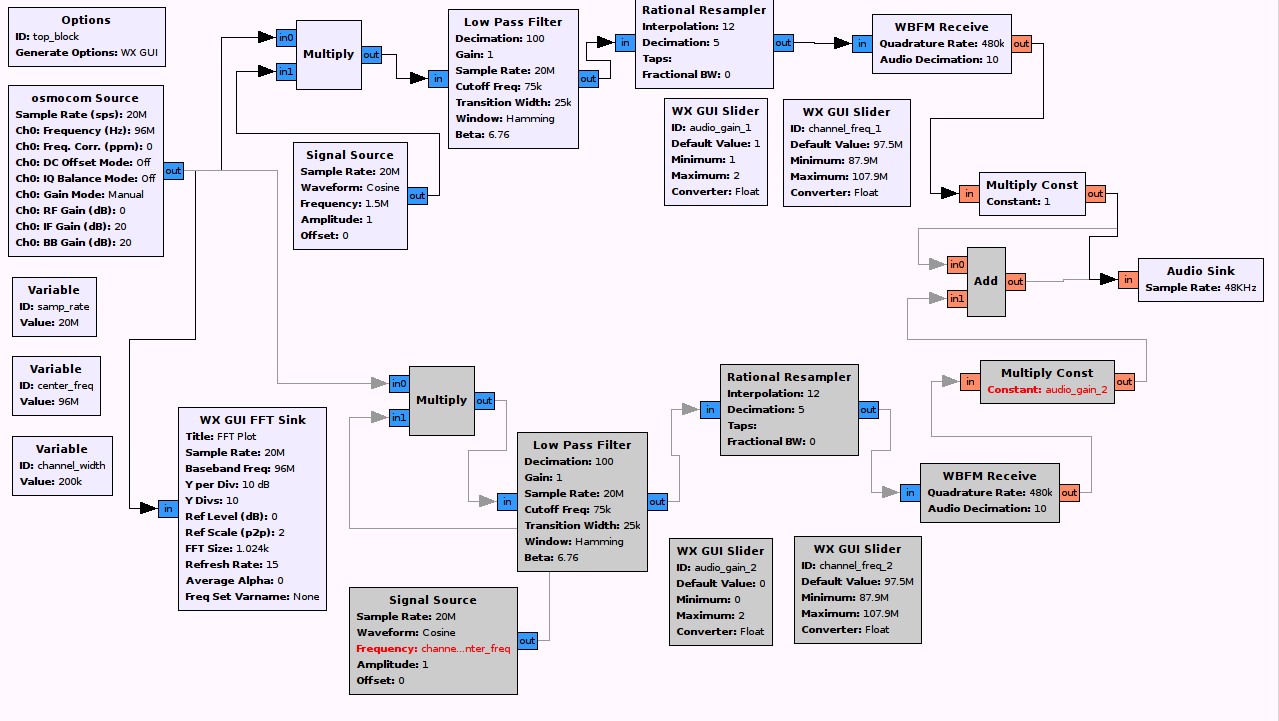 Options
ID: top_block
Generate Options: WX GUI
osmocom Source
Sample Rate (sps): 20M
Ch0: Frequency (Hz): 96M
Ch0: Freq. Corr. (ppm): 0
Ch0: DC Offset Mode: Off
Ch0: IQ Balance Mode: Off
Ch0: Gain Mode: Manual
Ch0: RF Gain (dB): 0
Ch0: IF Gain (dB): 20
Ch0: BB Gain (dB): 20
out
Variable
ID: samp_rate
Value: 20M
Variable
ID: center_freq
Value: 96M
Variable
ID: channel_width
Value: 200k
in0
in1
Multiply
out
Signal Source
Sample Rate: 20M
Waveform: Cosine
Frequency: 1.5M
Amplitude: 1
Offset: 0
out
in
Low Pass Filter
Decimation: 100
Gain: 1
Sample Rate: 20M
Cutoff Freq: 75k
Transition Width: 25k
Window: Hamming
Beta: 6.76
out
in
Rational Resampler
Interpolation: 12
Decimation: 5
Taps:
Fractional BW: 0
out
in
WBFM Receive
Quadrature Rate: 480k
Audio Decimation: 10
out
WX GUI Slider
ID: audio_gain_1
Default Value: 1
Minimum: 1
Maximum: 2
Converter: Float
WX GUI Slider
ID: channel_freq_1
Default Value: 97.5M
Minimum: 87.9M
Maximum: 107.9M
Converter: Float
in
Multiply Const
Constant: 1
out
in0
in1
Add
out
in
Audio Sink
Sample Rate: 48KHz
in
WX GUI FFT Sink
Title: FFT Plot
Sample Rate: 20M
Baseband Freq: 96M
Y per Div: 10 dB
Y Divs: 10
Ref Level (dB): 0
Ref Scale (p2p): 2
FFT Size: 1.024k
Refresh Rate: 15
Average Alpha: 0
Freq Set Varname: None
in0
in1
Multiply
out
in
Low Pass Filter
Decimation: 100
Gain: 1
Sample Rate: 20M
Cutoff Freq: 75k
Transition Width: 25k
Window: Hamming
Beta: 6.76
out
Signal Source
Sample Rate: 20M
Waveform: Cosine
Frequency: channe...nter_freq
Amplitude: 1
Offset: 0
out
in
Rational Resampler
Interpolation: 12
Decimation: 5
Taps:
Fractional BW: 0
out
in
WBFM Receive
Quadrature Rate: 480k
Audio Decimation: 10
out
in
Multiply Const
Constant: audio_gain_2
out
WX GUI Slider
ID: audio_gain_2
Default Value: 0
Minimum: 0
Maximum: 2
Converter: Float
WX GUI Slider
ID: channel_freq_2
Default Value: 97.5M
Minimum: 87.9M
Maximum: 107.9M
Converter: Float